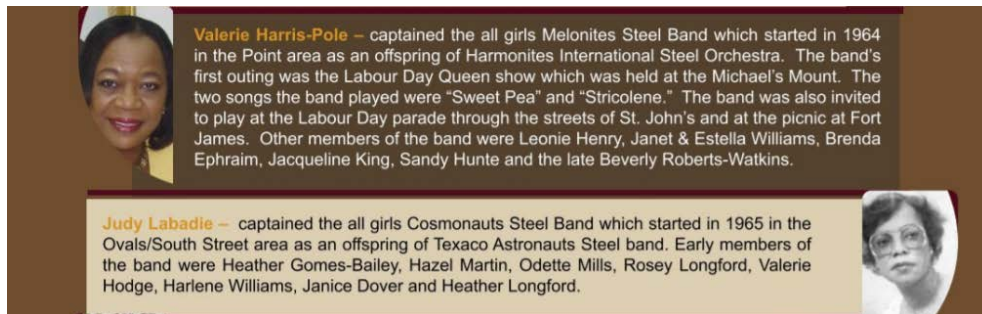 Valerie Harris-Pole – captained the all girls Melonites Steel Band which started in 1964
in the Point area as an offspring of Harmonites International Steel Orchestra. The band's
first outing was the Labour Day Queen show which was held at the Michael's Mount. The
two songs the band played were “Sweet Pea” and “Stricolene.” The band was also invited
to play at the Labour Day parade through the streets of St. John's and at the picnic at Fort
James. Other members of the band were Leonie Henry, Janet & Estella Williams, Brenda
Ephraim, Jacqueline King, Sandy Hunte and the late Beverly Roberts-Watkins.
Judy Labadie – captained the all girls Cosmonauts Steel Band which started in 1965 in the
Ovals/South Street area as an offspring of Texaco Astronauts Steel band. Early members of
the band were Heather Gomes-Bailey, Hazel Martin, Odette Mills, Rosey Longford, Valerie
Hodge, Harlene Williams, Janice Dover and Heather Longford.